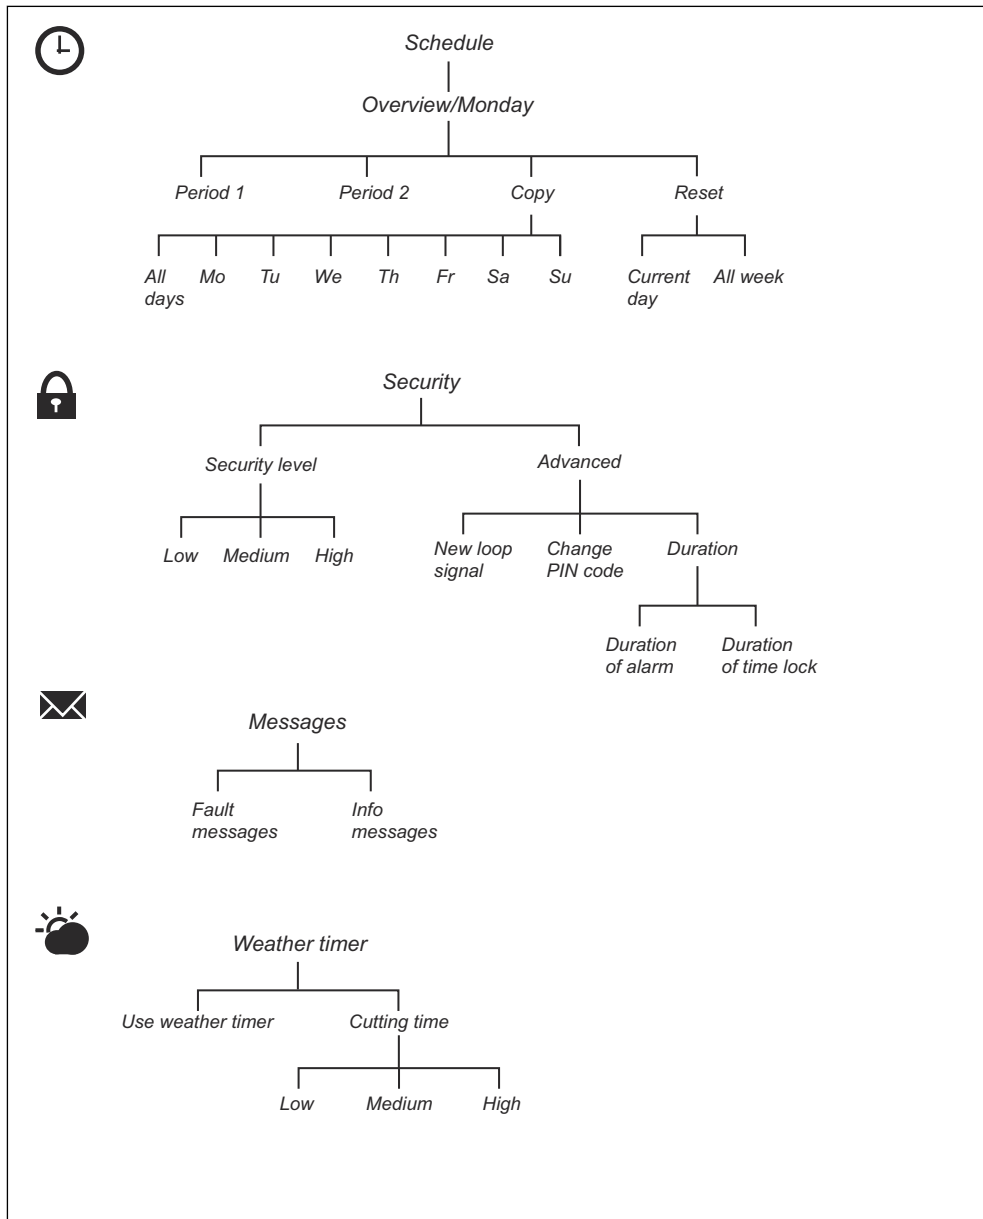 Schedule
Overview/Monday
Period 1 Period 2 Copy Reset
All Mo Tu We Th Fr Sa Su Current All week
days day
Security
Security level Advanced
Low Medium High New loop Change Duration
signal PIN code
Duration Duration
of alarm of time lock
Messages
Fault Info
messages messages
Weather timer
Use weather timer Cutting time
Low Medium High